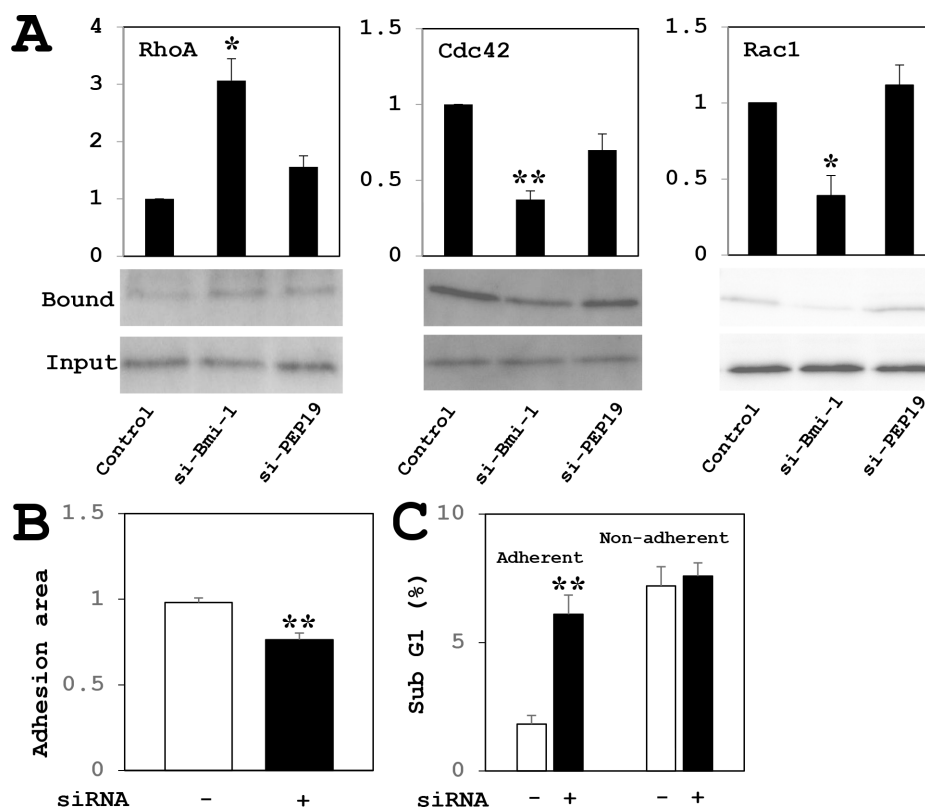 A
RhoA
4
3
2
1
0
*
Cdc42
1.5
1
0.5
0
**
Rac1
1.5
1
0.5
0
*
Bound
Input
Control
si-Bmi-1
si-PEP19
Control
si-Bmi-1
si-PEP19
Control
si-Bmi-1
si-PEP19
B
Adhesion area
1.5
1
0.5
0
**
siRNA - +
C
Sub G1 (%)
10
5
0
Adherent
Non-adherent
**
siRNA - + - +